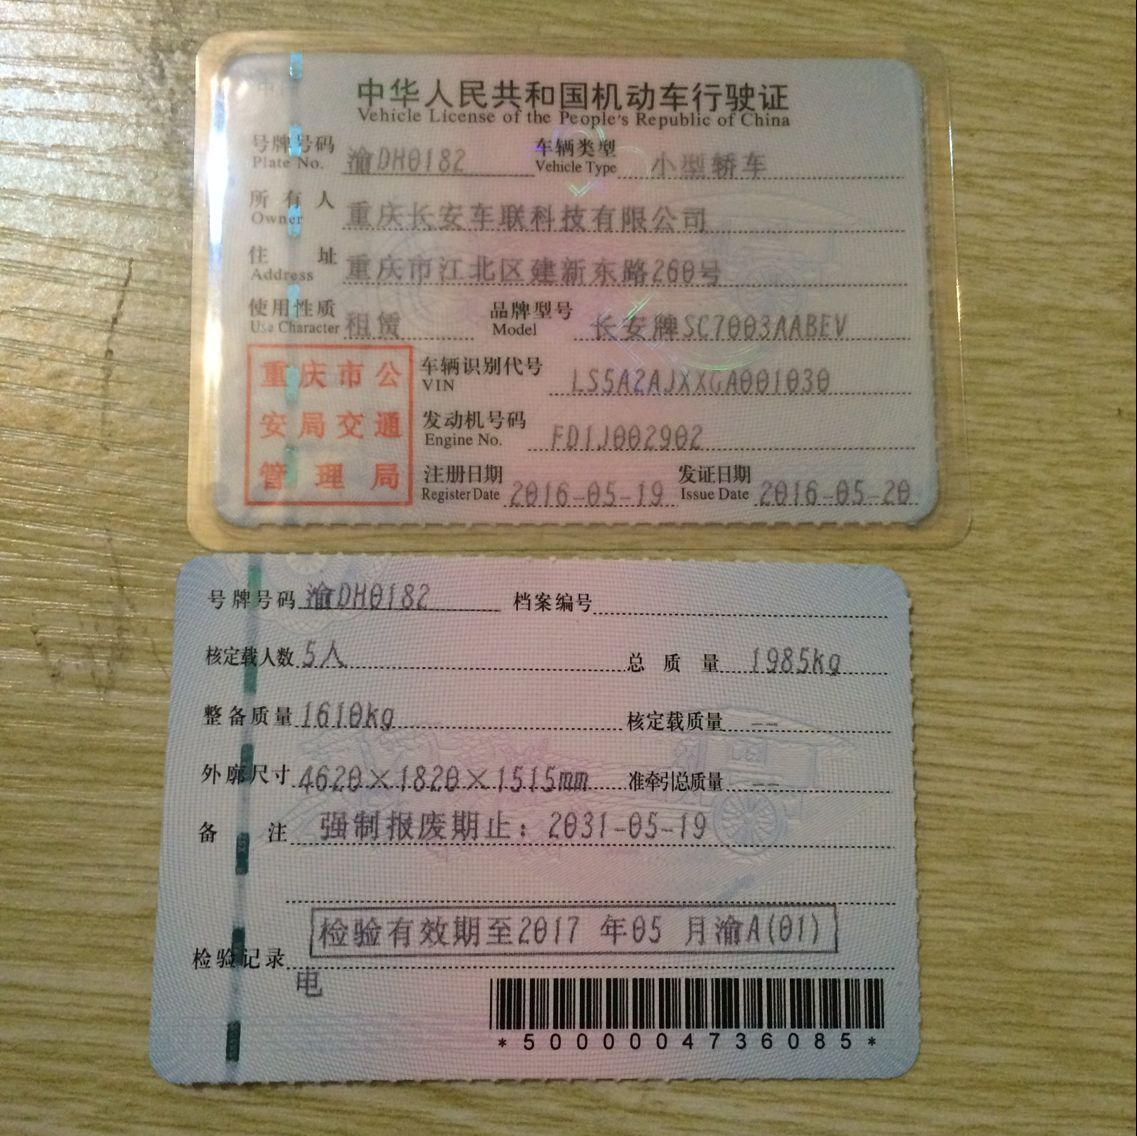 中华人民共和国机动车行驶证
Vehicle License of the People's Republic of China
号牌号码 渝DH0182 车辆类型 小型轿车
Plate No. Vehicle Type
所有人 重庆长安车联科技有限公司
Owner
住址 重庆市江北区建新东路260号
Address
使用性质 租赁 品牌型号 长安牌SC7003AABEV
Use Character Model
重庆市公
安局交通
管理局
车辆识别代号 LS5A2AJXXGA001030
VIN
发动机号码 FD1J002902
Engine No.
注册日期 2016-05-19 发证日期 2016-05-20
Register Date Issue Date
号牌号码 渝DH0182 档案编号
核定载人数 5人 总质量 1985kg
整备质量 1610kg 核定载质量 --
外廓尺寸 4620×1820×1515mm 准牵引总质量 --
备注 强制报废期止：2031-05-19
检验有效期至2017 年05 月渝A(01)
检验记录
电
*5000004736085*